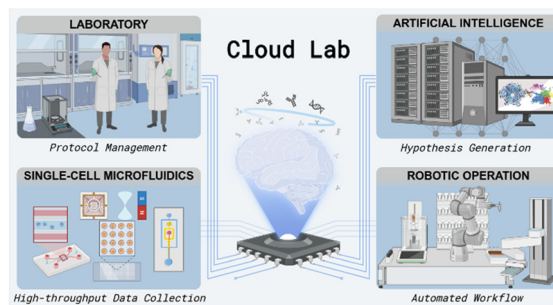 LABORATORY
Protocol Management
Cloud Lab
ARTIFICIAL INTELLIGENCE
Hypothesis Generation
SINGLE-CELL MICROFLUIDICS
High-throughput Data Collection
ROBOTIC OPERATION
Automated Workflow